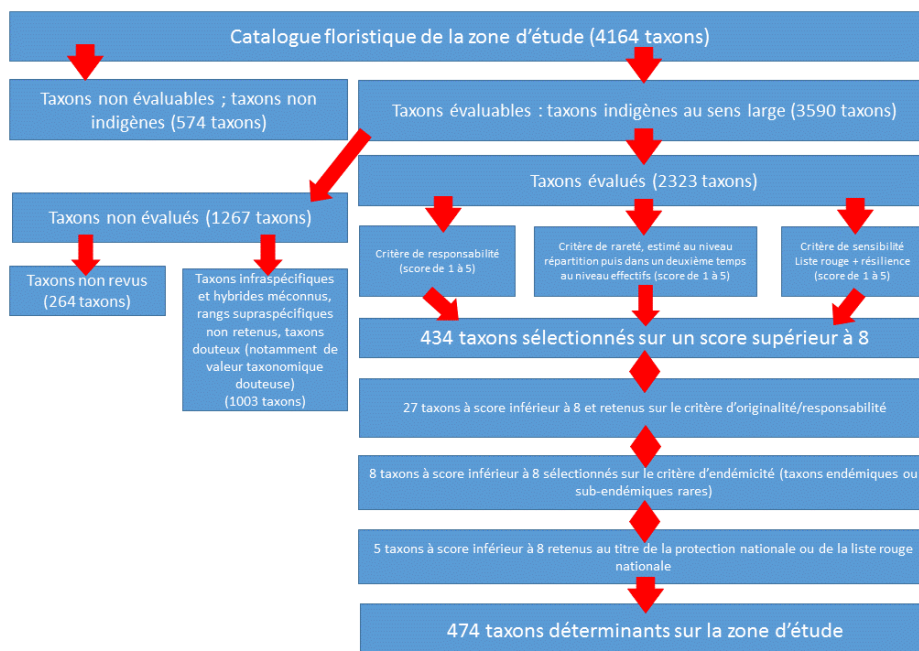 Catalogue floristique de la zone d'étude (4164 taxons)
Taxons non évaluables ; taxons non
indigènes (574 taxons)
Taxons évaluables : taxons indigènes au sens large (3590 taxons)
Taxons évalués (2323 taxons)
Taxons non évalués (1267 taxons)
Critère de responsabilité
(score de 1 à 5)
Critère de rareté, estimé au niveau
répartition puis dans un deuxième temps
au niveau effectifs (score de 1 à 5)
Critère de sensibilité
Liste rouge + résilience
(score de 1 à 5)
Taxons non revus
(264 taxons)
Taxons infraspécifiques
et hybrides méconnus,
rangs supraspécifiques
non retenus, taxons
douteux (notamment de
valeur taxonomique
douteuse)
(1003 taxons)
434 taxons sélectionnés sur un score supérieur à 8
27 taxons à score inférieur à 8 et retenus sur le critère d'originalité/responsabilité
8 taxons à score inférieur à 8 sélectionnés sur le critère d'endémicité (taxons endémiques ou
sub-endémiques rares)
5 taxons à score inférieur à 8 retenus au titre de la protection nationale ou de la liste rouge
nationale
474 taxons déterminants sur la zone d'étude